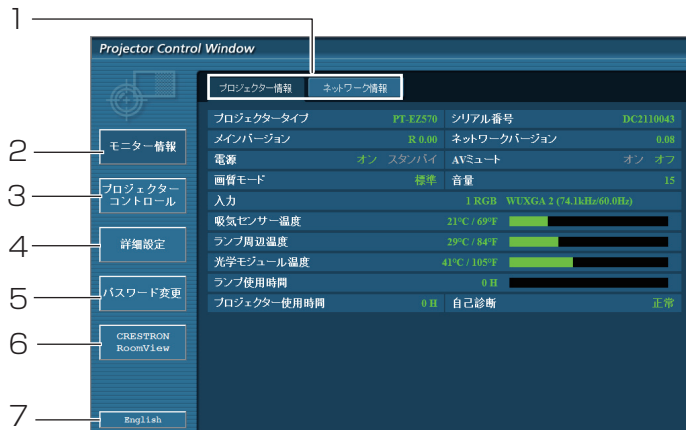 1
Projector Control Window
プロジェクター情報 ネットワーク情報
プロジェクタータイプ PT-EZ570 シリアル番号 DC2110043
メインバージョン R 0.00 ネットワークバージョン 0.08
電源 オン スタンバイ AVミュート オン オフ
画質モード 標準 音量 15
入力 1 RGB WUXGA 2 (74.1kHz/60.0Hz)
吸気センサー温度 21°C / 69°F
ランプ周辺温度 29°C / 84°F
光学モジュール温度 41°C / 105°F
ランプ使用時間 0 H
プロジェクター使用時間 0 H 自己診断 正常
2 モニター情報
3 プロジェクター
コントロール
4 詳細設定
5 パスワード変更
6 CRESTRON
RoomView
7 English